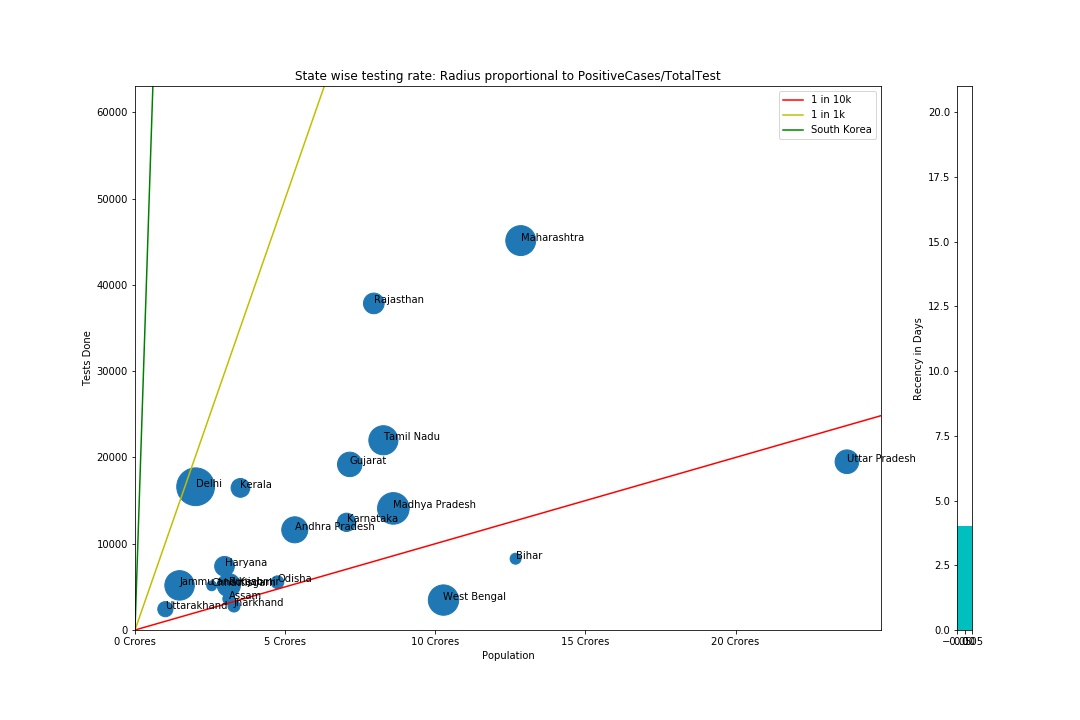 State wise testing rate: Radius proportional to PositiveCases/TotalTest
60000
50000
40000
30000
20000
10000
0
Tests Done
0 Crores
5 Crores
10 Crores
15 Crores
20 Crores
Population
1 in 10k
1 in 1k
South Korea
Maharashtra
Rajasthan
Tamil Nadu
Gujarat
Uttar Pradesh
Delhi
Kerala
Madhya Pradesh
Karnataka
Andhra Pradesh
Bihar
Haryana
Odisha
Jammu
Assam
Jharkhand
Uttarakhand
West Bengal
20.0
17.5
15.0
12.5
10.0
7.5
5.0
2.5
0.0
Recency in Days